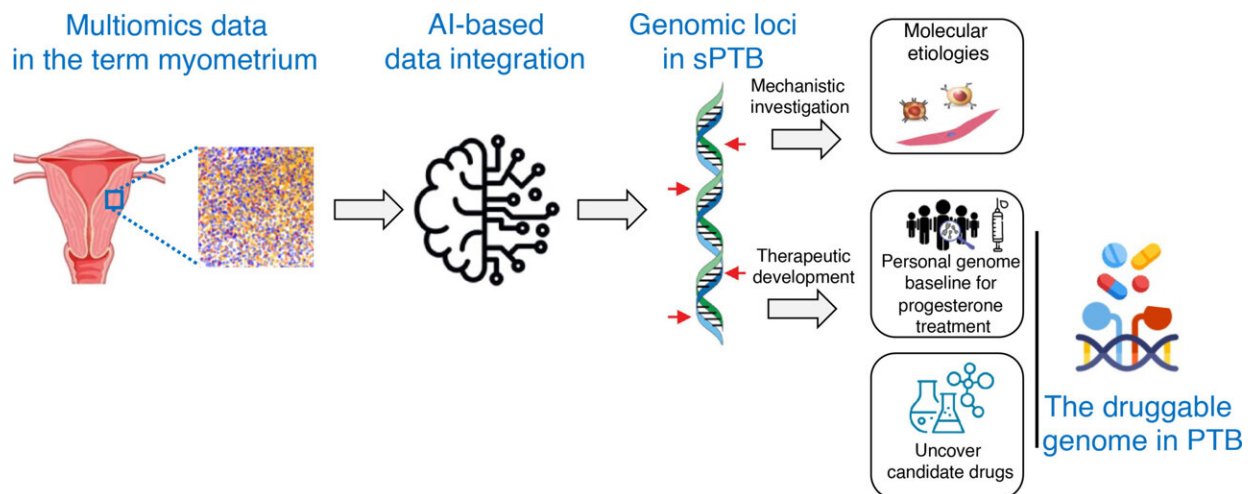 Multiomics data
in the term myometrium
AI-based
data integration
Genomic loci
in sPTB
Mechanistic
investigation
Molecular
etiologies
Therapeutic
development
Personal genome
baseline for
progesterone
treatment
Uncover
candidate drugs
The druggable
genome in PTB